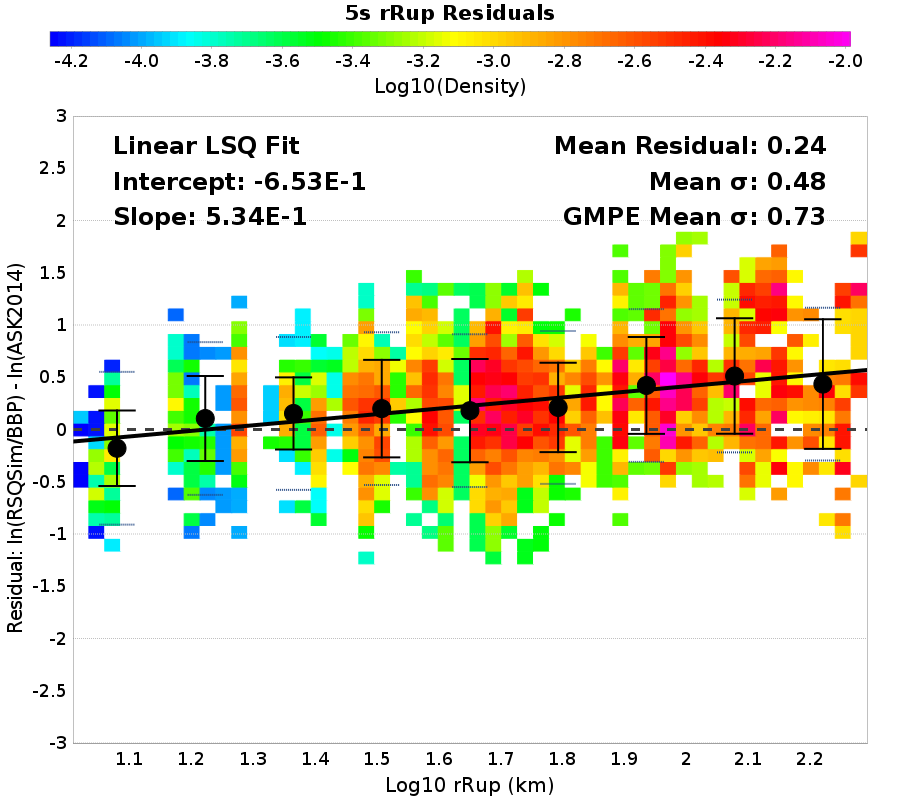 5s rRup Residuals
-4.2 -4.0 -3.8 -3.6 -3.4 -3.2 -3.0 -2.8 -2.6 -2.4 -2.2 -2.0
Log10(Density)
Linear LSQ Fit
Intercept: -6.53E-1
Slope: 5.34E-1
Mean Residual: 0.24
Mean σ: 0.48
GMPE Mean σ: 0.73
Residual: ln(RSQSim/BBP) - ln(ASK2014)
3
2.5
2
1.5
1
0.5
0
-0.5
-1
-1.5
-2
-2.5
-3
1.1 1.2 1.3 1.4 1.5 1.6 1.7 1.8 1.9 2 2.1 2.2
Log10 rRup (km)